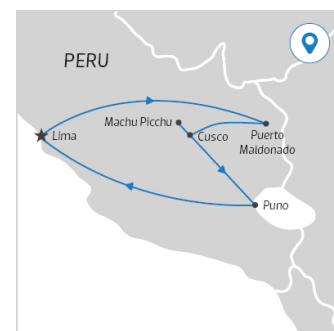 PERU
Machu Picchu
Lima
Cusco
Puerto
Maldonado
Puno